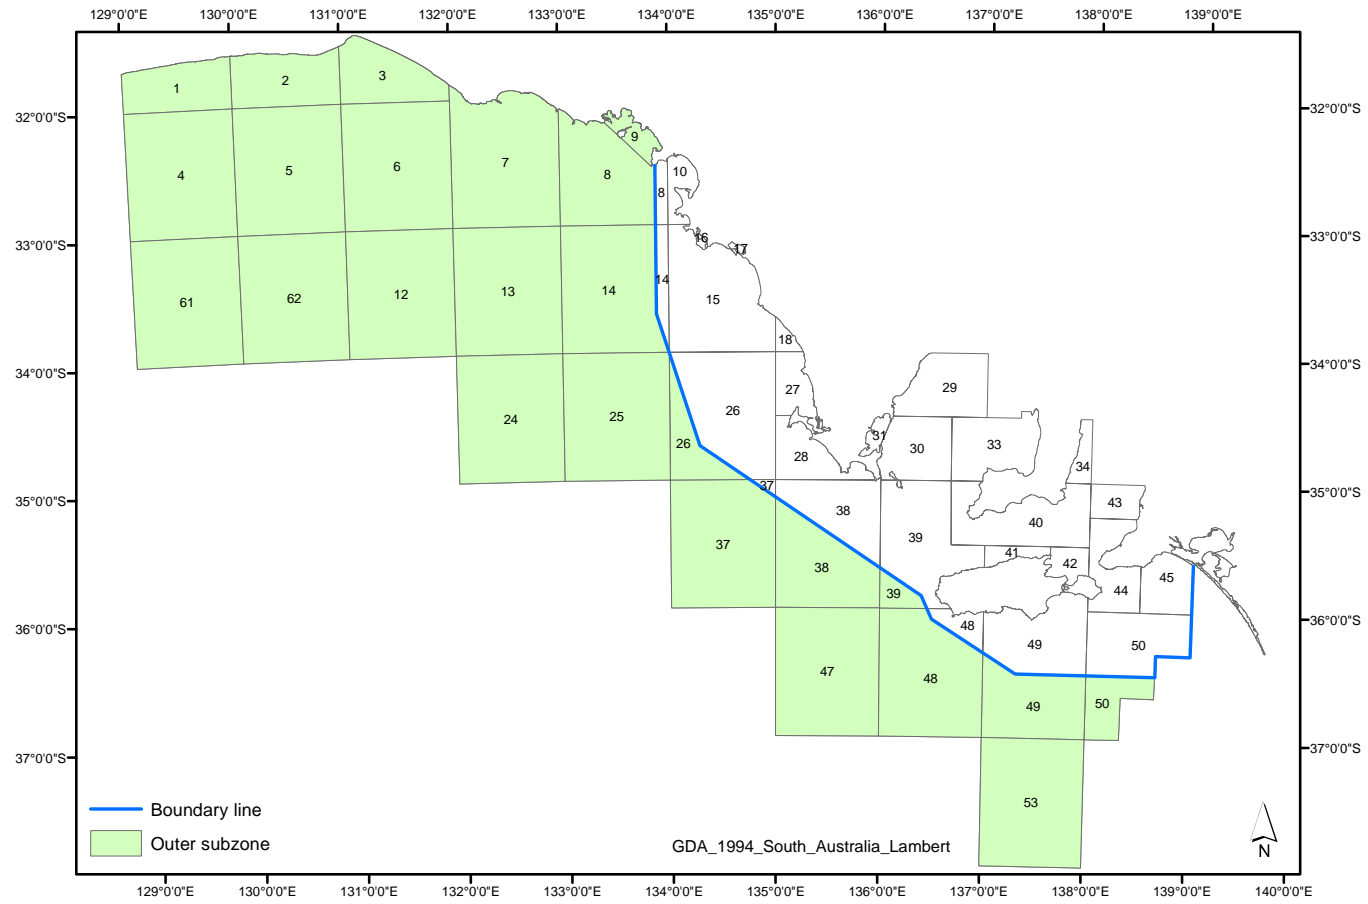 129°0'0"E 130°0'0"E 131°0'0"E 132°0'0"E 133°0'0"E 134°0'0"E 135°0'0"E 136°0'0"E 137°0'0"E 138°0'0"E 139°0'0"E
1 2 3
32°0'0"S 32°0'0"S
9
4 5 6 7 8 8 10
33°0'0"S 16 17 33°0'0"S
61 62 12 13 14 14 15
18
34°0'0"S 34°0'0"S
27 29
24 25 26 26 31 30 33
28 34
35°0'0"S 37 38 43 35°0'0"S
40
37 39 41
38 42 45
39 44
36°0'0"S 48 36°0'0"S
49 50
47 48
49 50
37°0'0"S 37°0'0"S
53
Boundary line
Outer subzone
GDA_1994_South_Australia_Lambert
N
129°0'0"E 130°0'0"E 131°0'0"E 132°0'0"E 133°0'0"E 134°0'0"E 135°0'0"E 136°0'0"E 137°0'0"E 138°0'0"E 139°0'0"E 140°0'0"E